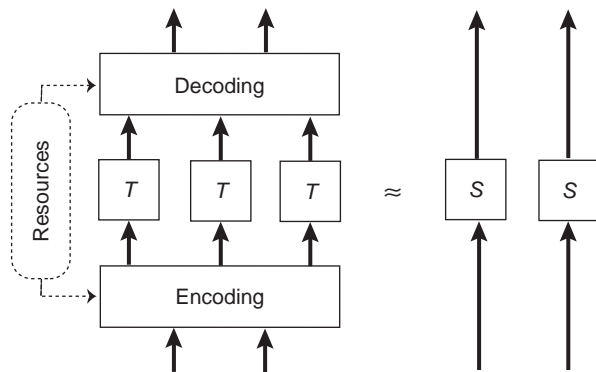 Decoding
Resources
T T T ≈ S S
Encoding